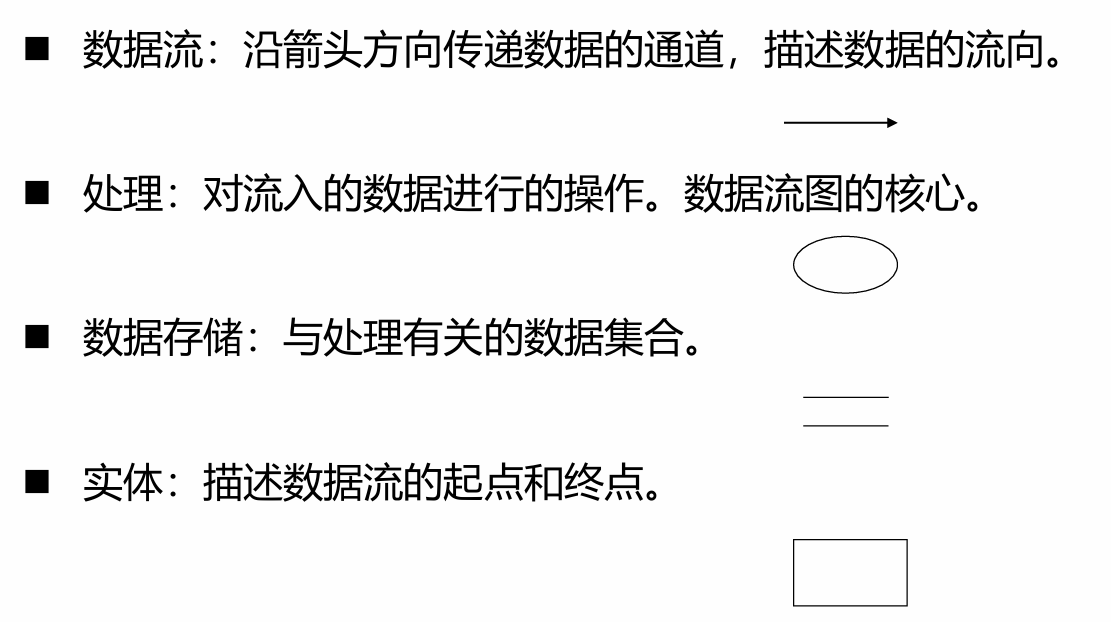 ■ 数据流：沿箭头方向传递数据的通道，描述数据的流向。
■ 处理：对流入的数据进行的操作。数据流图的核心。
■ 数据存储：与处理有关的数据集合。
■ 实体：描述数据流的起点和终点。